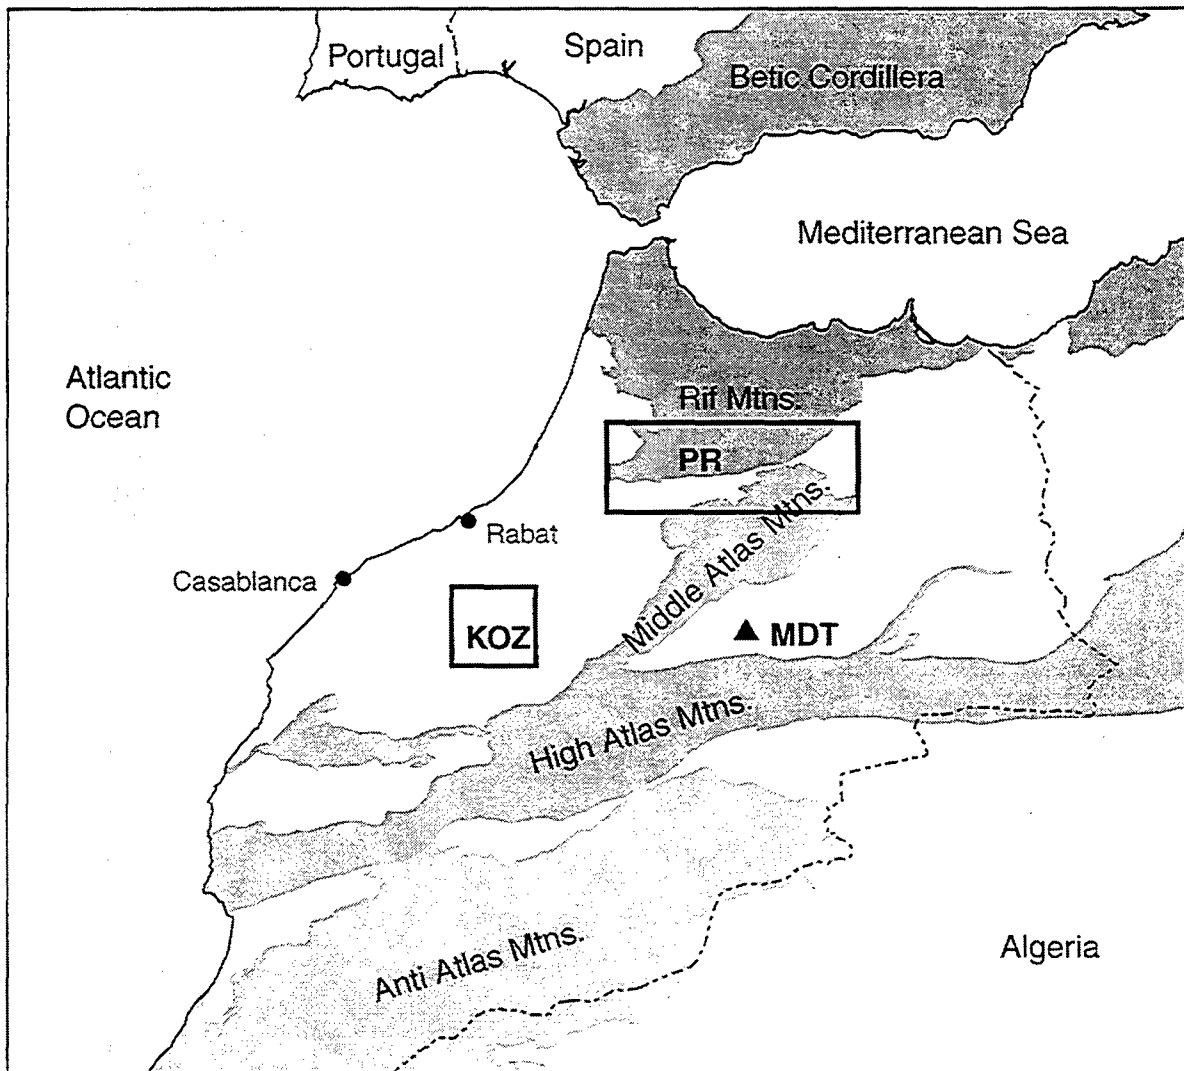 Portugal
Spain
Betic Cordillera
Mediterranean Sea
Atlantic
Ocean
Rif Mtns.
PR
Middle Atlas Mtns.
Rabat
Casablanca
KOZ
MDT
High Atlas Mtns.
Anti Atlas Mtns.
Algeria